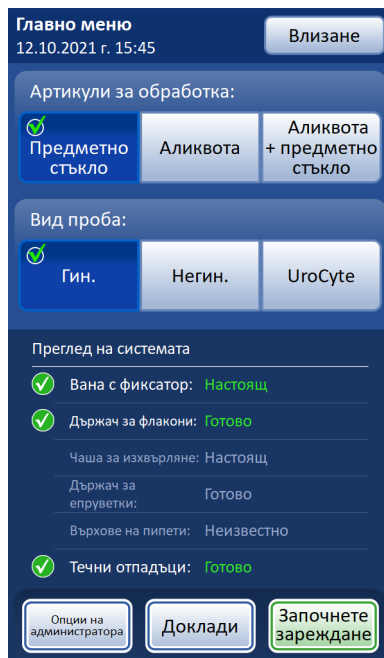 Главно меню
12.10.2021 г. 15:45
Влизане
Артикули за обработка:
Предметно
стъкло
Аликвота
Аликвота
+ предметно
стъкло
Вид проба:
Гин.
Негин.
UroCyte
Преглед на системата
Вана с фиксатор: Настоящ
Държач за флакони: Готово
Чаша за изхвърляне: Настоящ
Държач за
епруветки:
Готово
Върхове на пипети: Неизвестно
Течни отпадъци: Готово
Опции на
администратора
Доклади
Започнете
зареждане